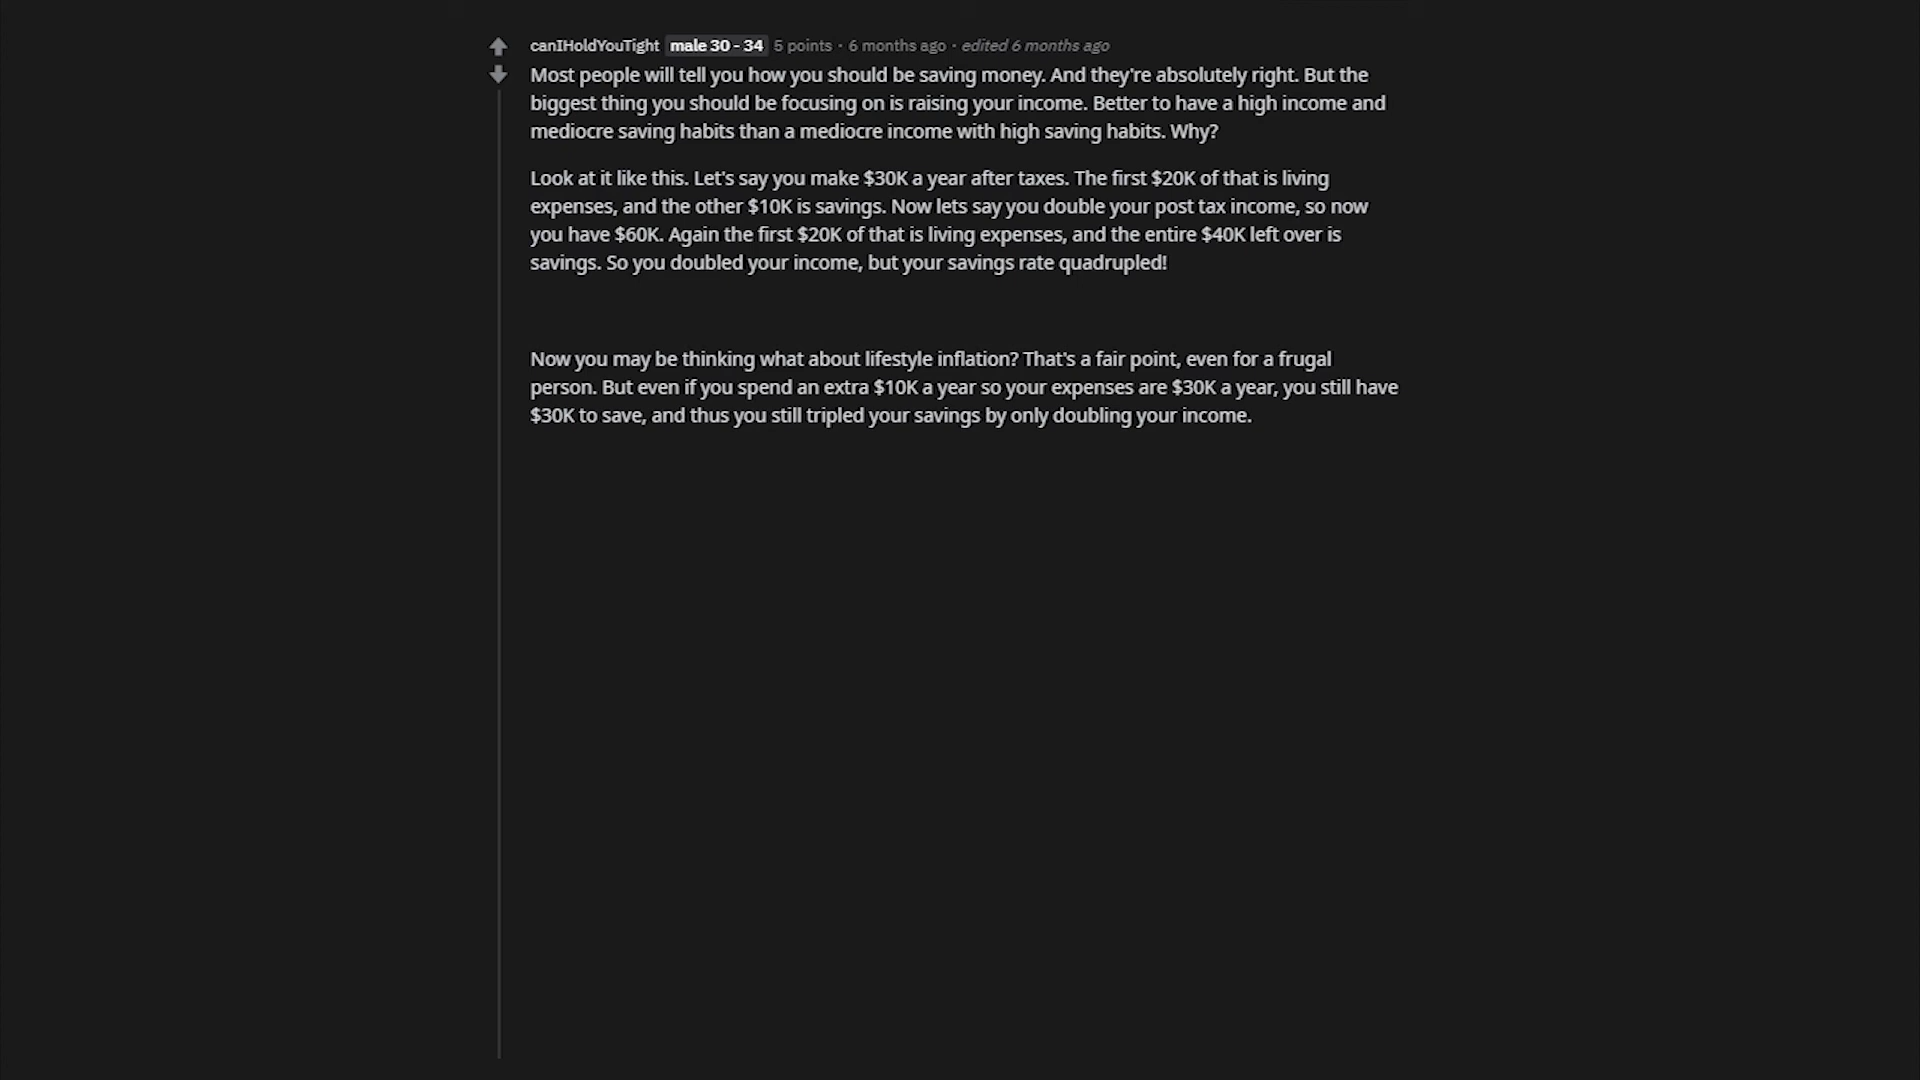 canIHoldYouTight male 30 - 34 5 points · 6 months ago · edited 6 months ago
Most people will tell you how you should be saving money. And they're absolutely right. But the
biggest thing you should be focusing on is raising your income. Better to have a high income and
mediocre saving habits than a mediocre income with high saving habits. Why?
Look at it like this. Let's say you make $30K a year after taxes. The first $20K of that is living
expenses, and the other $10K is savings. Now lets say you double your post tax income, so now
you have $60K. Again the first $20K of that is living expenses, and the entire $40K left over is
savings. So you doubled your income, but your savings rate quadrupled!
Now you may be thinking what about lifestyle inflation? That's a fair point, even for a frugal
person. But even if you spend an extra $10K a year so your expenses are $30K a year, you still have
$30K to save, and thus you still tripled your savings by only doubling your income.